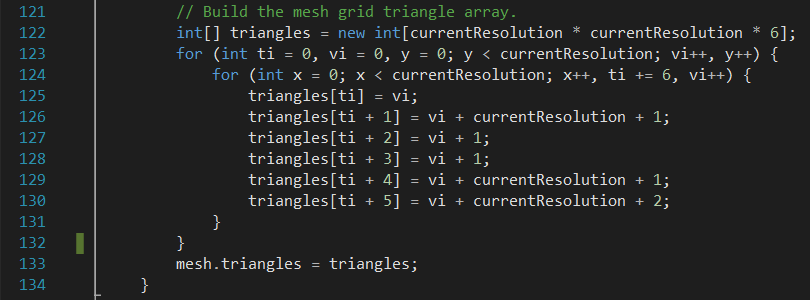 121 // Build the mesh grid triangle array.
122 int[] triangles = new int[currentResolution * currentResolution * 6];
123 for (int ti = 0, vi = 0, y = 0; y < currentResolution; vi++, y++) {
124 for (int x = 0; x < currentResolution; x++, ti += 6, vi++) {
125 triangles[ti] = vi;
126 triangles[ti + 1] = vi + currentResolution + 1;
127 triangles[ti + 2] = vi + 1;
128 triangles[ti + 3] = vi + 1;
129 triangles[ti + 4] = vi + currentResolution + 1;
130 triangles[ti + 5] = vi + currentResolution + 2;
131 }
132 }
133 mesh.triangles = triangles;
134 }